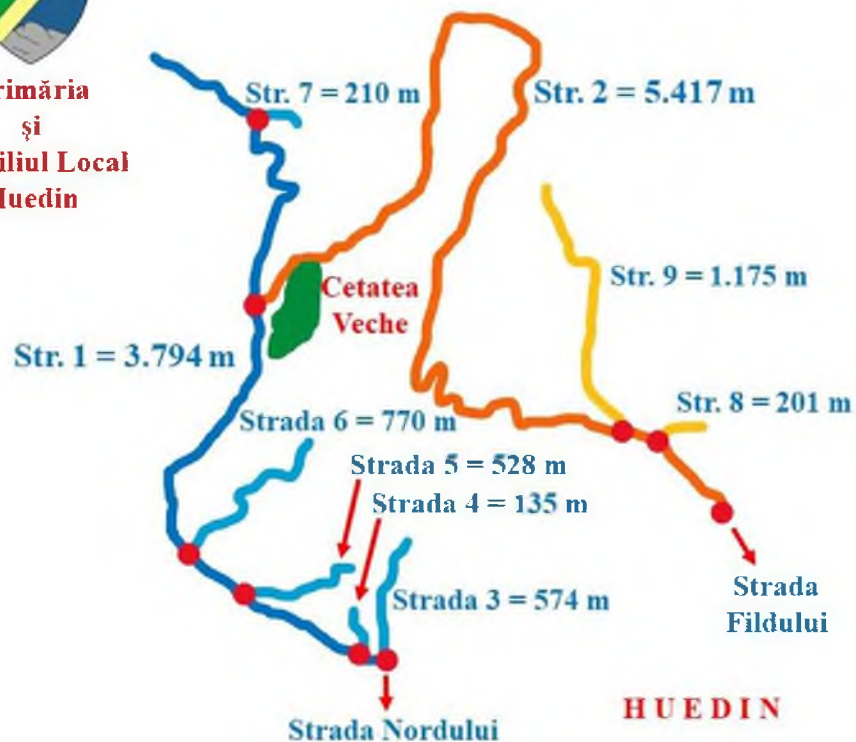 rimăria
și
iliul Local
Huedin
Str. 7 = 210 m
Str. 2 = 5.417 m
Cetatea
Veche
Str. 9 = 1.175 m
Str. 1 = 3.794 m
Str. 8 = 201 m
Strada 6 = 770 m
Strada 5 = 528 m
Strada 4 = 135 m
Strada 3 = 574 m
Strada
Fildului
Strada Nordului
HUEDIN